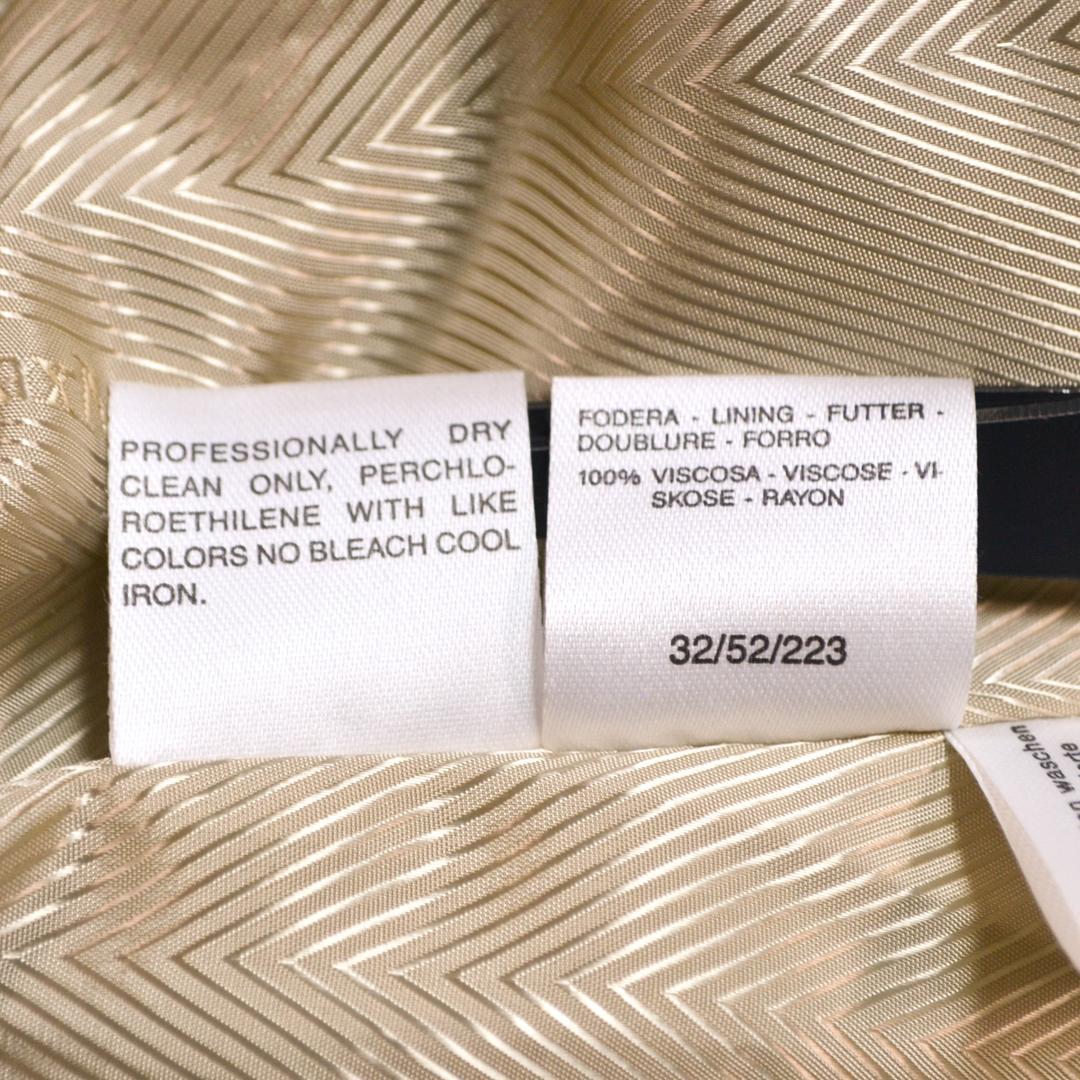 PROFESSIONALLY DRY
CLEAN ONLY, PERCHLO-
ROETHILENE WITH LIKE
COLORS NO BLEACH COOL
IRON.
FODERA - LINING - FUTTER -
DOUBLURE - FORRO
100% VISCOSA - VISCOSE - VI-
SKOSE - RAYON
32/52/223
waschen